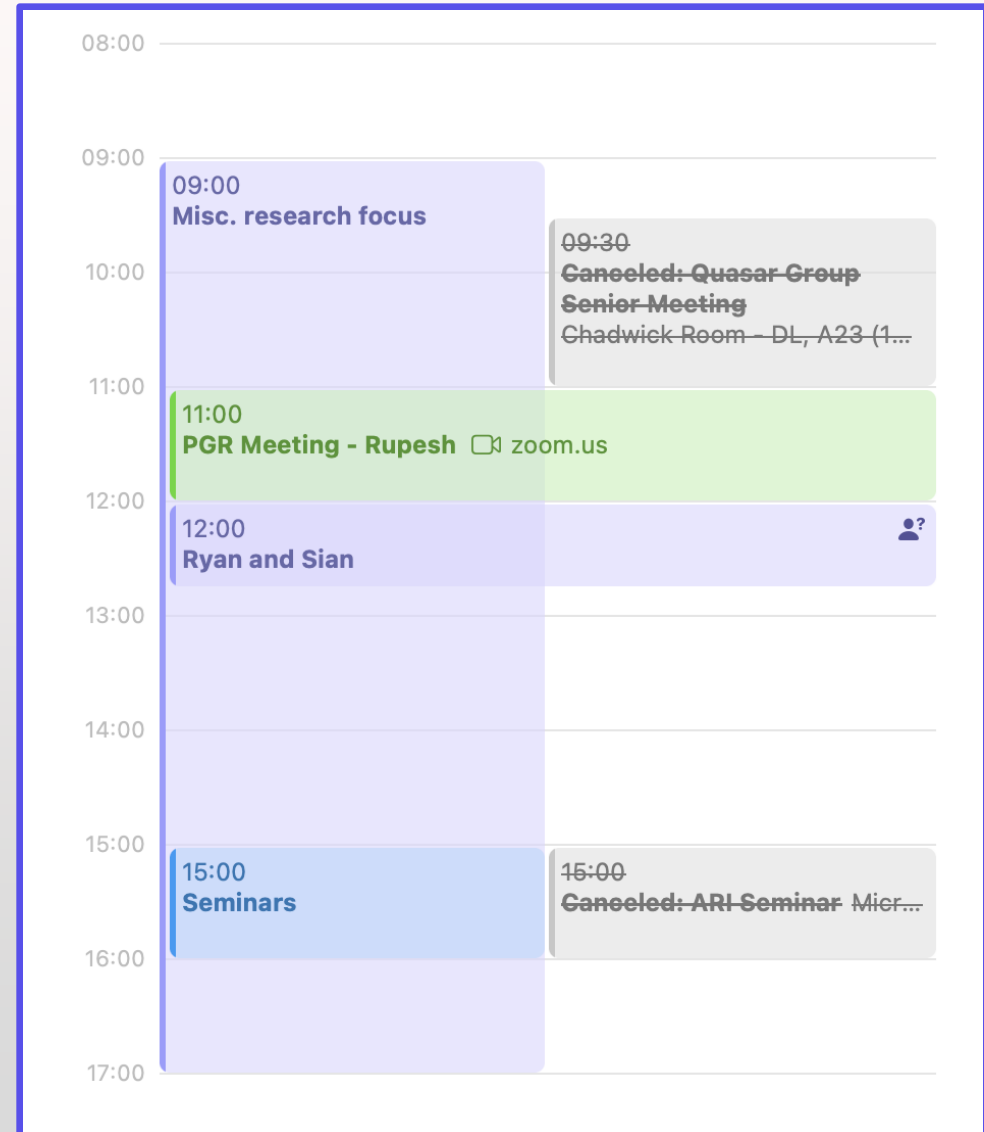 08:00
09:00
09:00
Misc. research focus
09:30
Canceled: Quasar Group
Senior Meeting
Chadwick Room - DL, A23 (1...
10:00
11:00
11:00
PGR Meeting - Rupesh zoom.us
12:00
12:00
Ryan and Sian
?
13:00
14:00
15:00
15:00
Seminars
15:00
Canceled: ARI Seminar Micr...
16:00
17:00